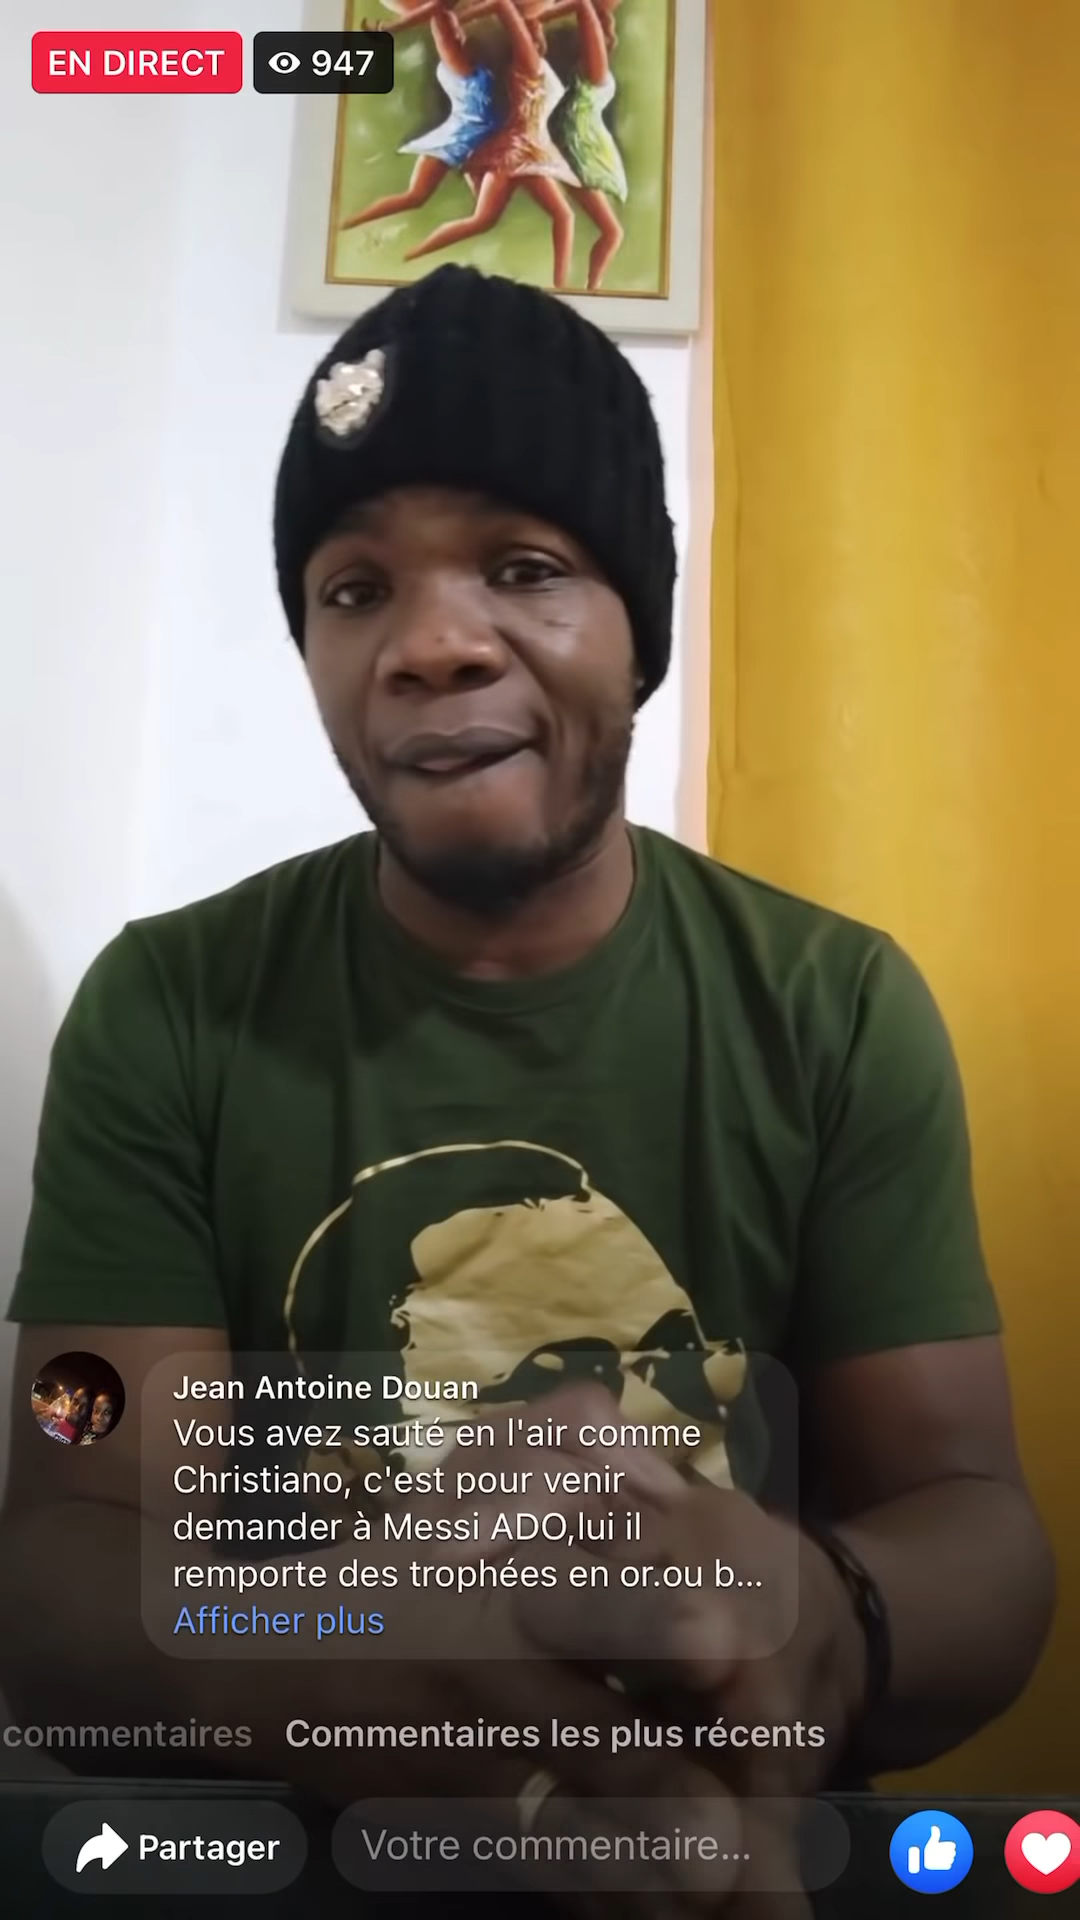 EN DIRECT 947
Jean Antoine Douan
Vous avez sauté en l'air comme
Christiano, c'est pour venir
demander à Messi ADO,lui il
remporte des trophées en or.ou b...
Afficher plus
commentaires Commentaires les plus récents
Partager Votre commentaire...